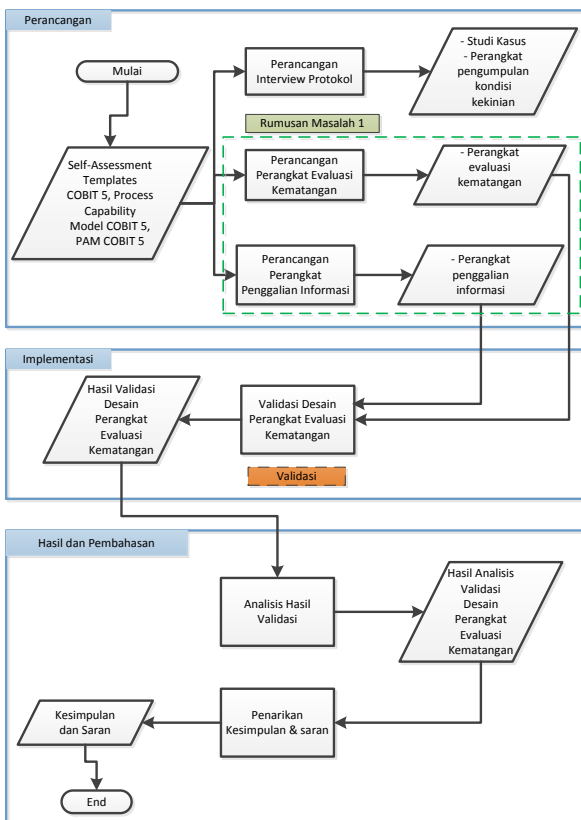 Perancangan
Mulai
Self-Assessment
Templates
COBIT 5, Process
Capability
Model COBIT 5,
PAM COBIT 5
Perancangan
Interview Protokol
- Studi Kasus
- Perangkat
pengumpulan
kondisi
kekinian
Rumusan Masalah 1
Perancangan
Perangkat Evaluasi
Kematangan
- Perangkat
evaluasi
kematangan
Perancangan
Perangkat
Penggalian Informasi
- Perangkat
penggalian
informasi
Implementasi
Hasil Validasi
Desain
Perangkat
Evaluasi
Kematangan
Validasi Desain
Perangkat Evaluasi
Kematangan
Validasi
Hasil dan Pembahasan
Analisis Hasil
Validasi
Hasil Analisis
Validasi
Desain
Perangkat
Evaluasi
Kematangan
Penarikan
Kesimpulan & saran
Kesimpulan
dan Saran
End